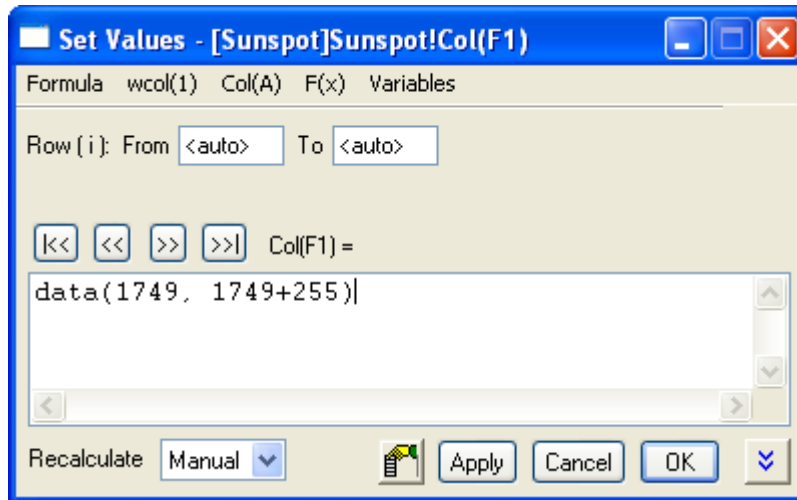 Set Values - [Sunspot]Sunspot!Col(F1)
Formula wcol(1) Col(A) F(x) Variables
Row ( i ): From <auto> To <auto>
|<< << >> >>| Col(F1) =
data(1749, 1749+255)
Recalculate Manual Apply Cancel OK